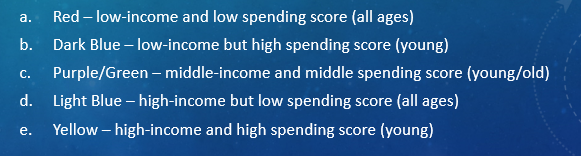 a. Red – low-income and low spending score (all ages)
b. Dark Blue – low-income but high spending score (young)
c. Purple/Green – middle-income and middle spending score (young/old)
d. Light Blue – high-income but low spending score (all ages)
e. Yellow – high-income and high spending score (young)